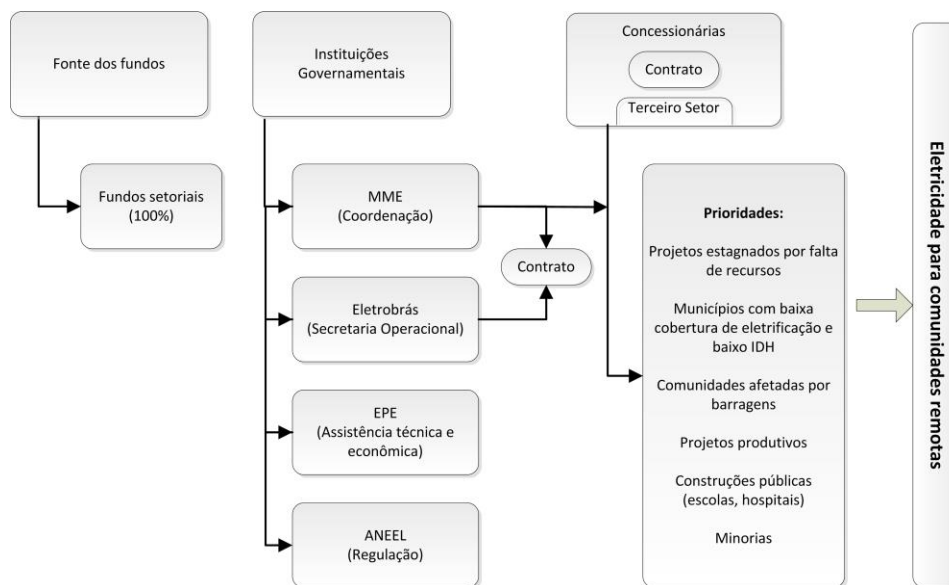 Fonte dos fundos
Fundos setoriais
(100%)
Instituições
Governamentais
MME
(Coordenação)
Eletrobrás
(Secretaria Operacional)
EPE
(Assistência técnica e
econômica)
ANEEL
(Regulação)
Contrato
Concessionárias
Contrato
Terceiro Setor
Prioridades:
Projetos estagnados por falta
de recursos
Municípios com baixa
cobertura de eletrificação e
baixo IDH
Comunidades afetadas por
barragens
Projetos produtivos
Construções públicas
(escolas, hospitais)
Minorias
Eletricidade para comunidades remotas